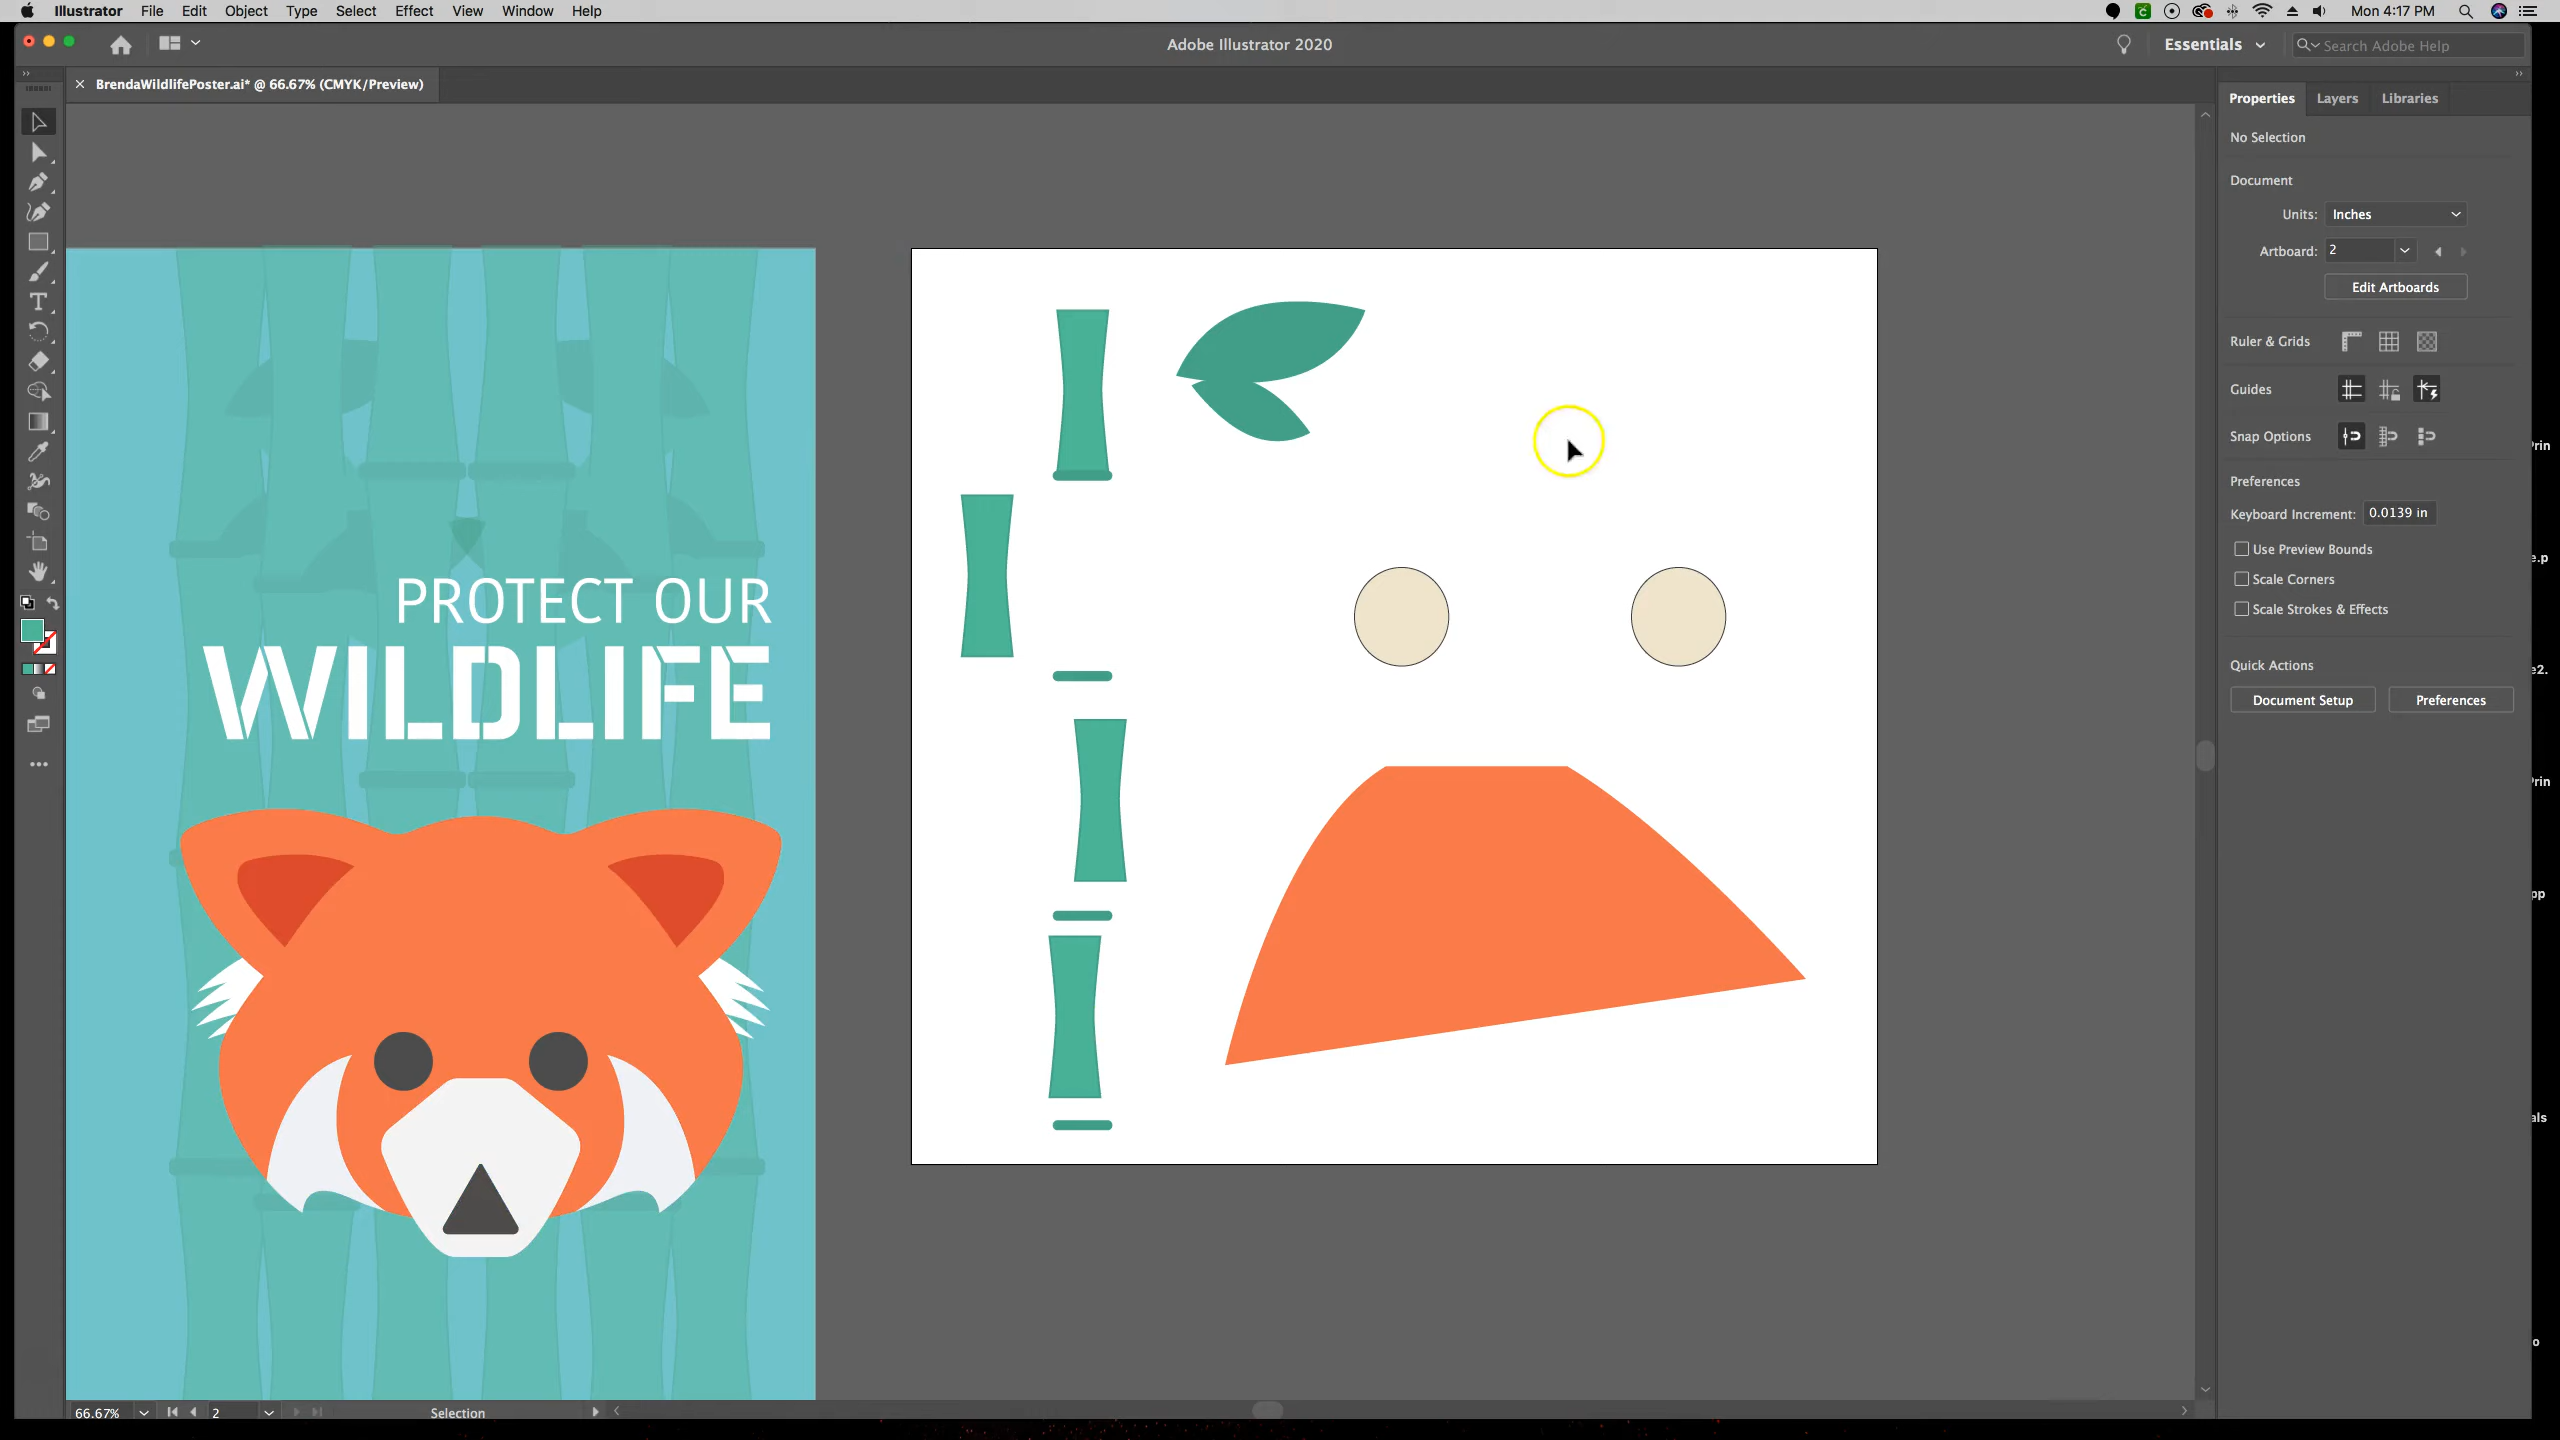 Illustrator File Edit Object Type Select Effect View Window Help
Mon 4:17 PM
Adobe Illustrator 2020
Essentials
Search Adobe Help
BrendaWildlifePoster.ai* @ 66.67% (CMYK/Preview)
Properties Layers Libraries
No Selection
Document
Units: Inches
Artboard: 2
Edit Artboards
Ruler & Grids
Guides
Snap Options
Preferences
Keyboard Increment: 0.0139 in
Use Preview Bounds
Scale Corners
Scale Strokes & Effects
Quick Actions
Document Setup Preferences
PROTECT OUR
WILDLIFE
66.67% 2 Selection